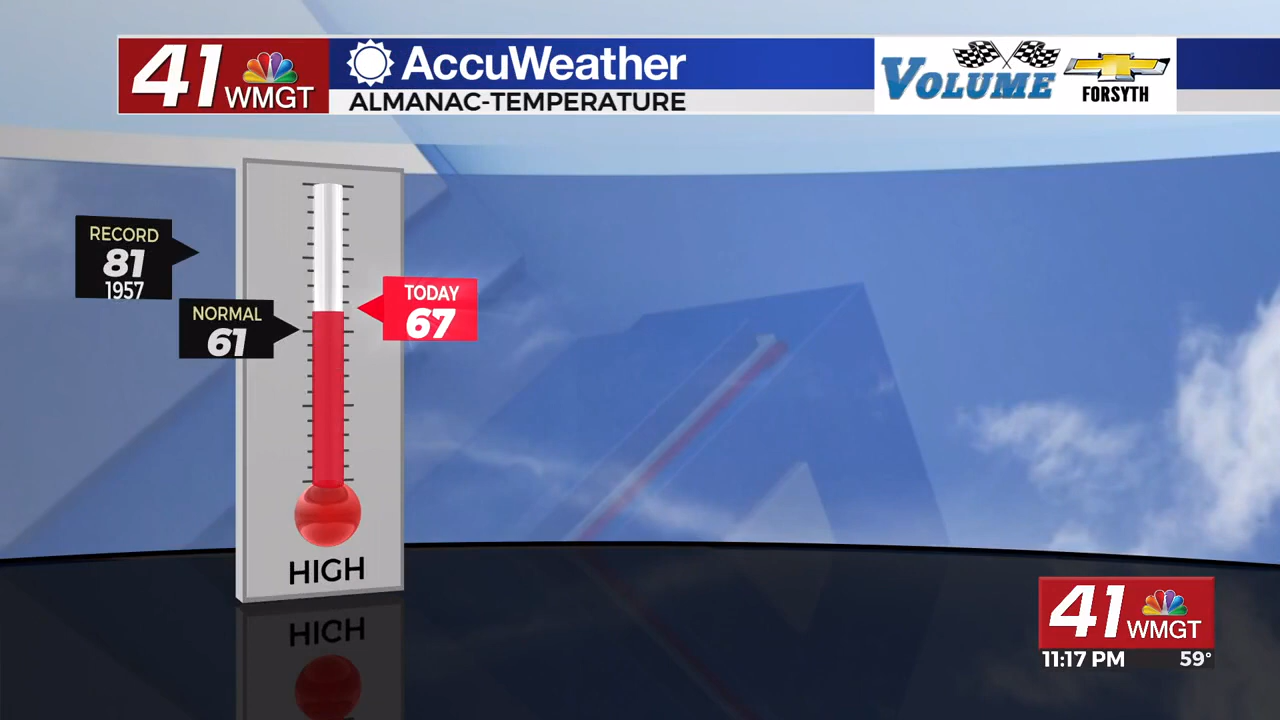 41 WMGT
AccuWeather
ALMANAC-TEMPERATURE
VOLUME
FORSYTH
RECORD
81
1957
NORMAL
61
TODAY
67
HIGH
HIGH
41 WMGT
11:17 PM 59°